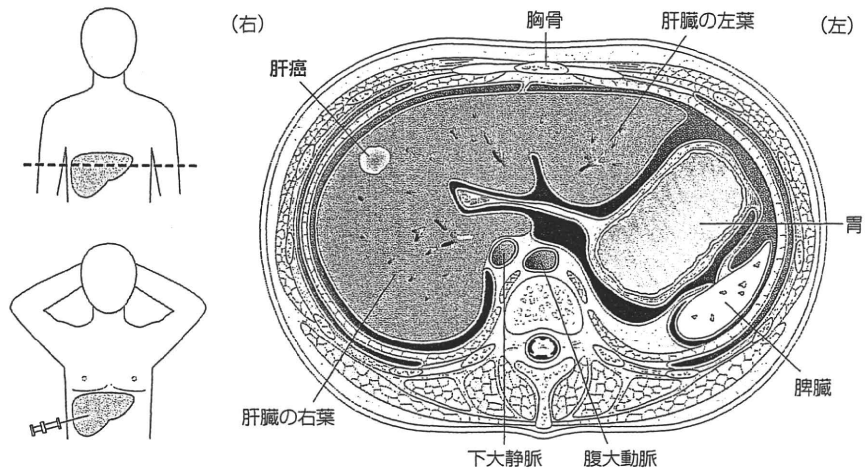 （右）
胸骨
肝臓の左葉
（左）
肝癌
胃
脾臓
肝臓の右葉
下大静脈
腹大動脈